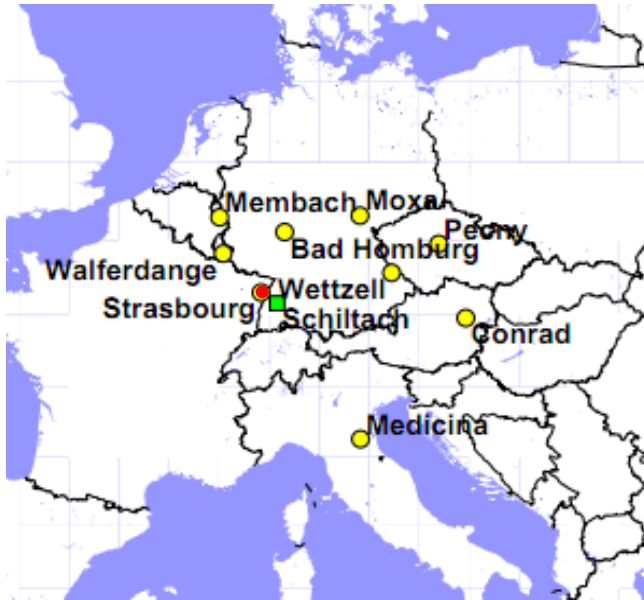 Membach
Moxa
Pecny
Bad Homburg
Walferdange
Wettzell
Strasbourg
Schiltach
Conrad
Medicina